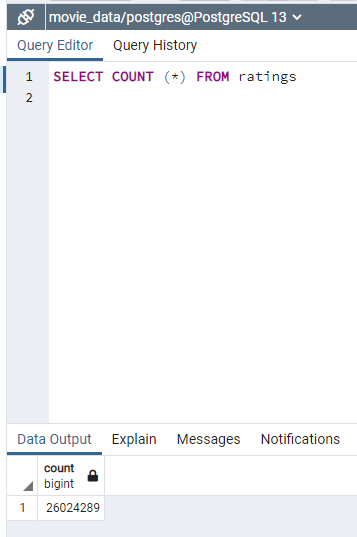 movie_data/postgres@PostgreSQL 13
Query Editor Query History
1 SELECT COUNT (*) FROM ratings
2
Data Output Explain Messages Notifications
count
bigint
1 26024289